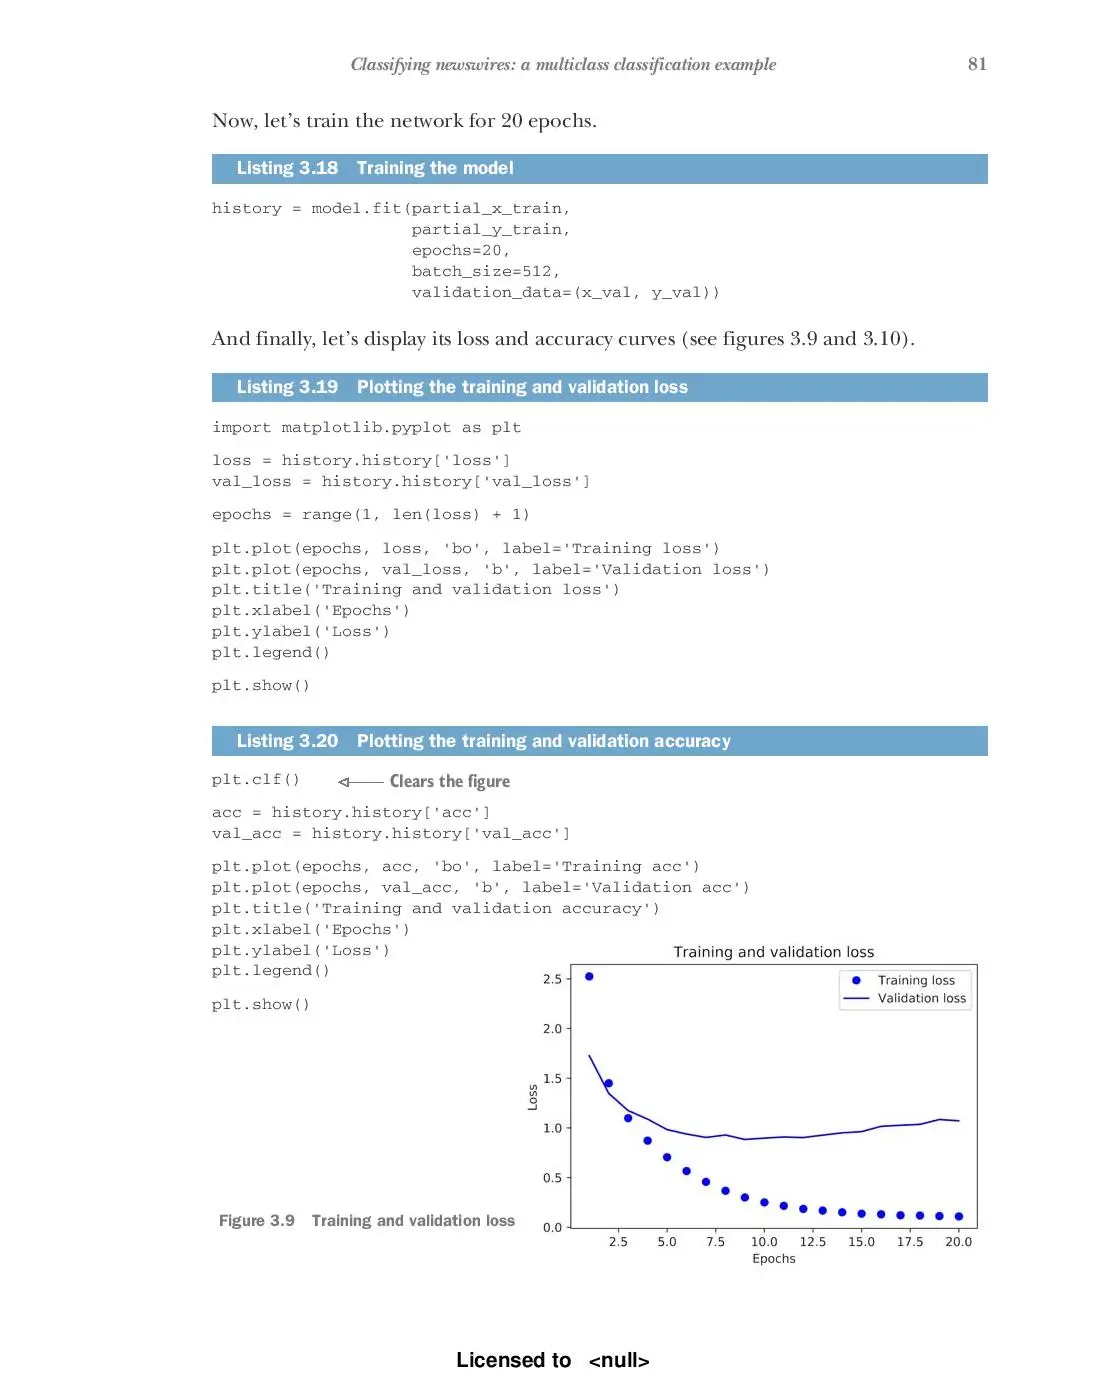 Classifying newswires: a multiclass classification example 81
Now, let's train the network for 20 epochs.
Listing 3.18 Training the model
history = model.fit(partial_x_train,
partial_y_train,
epochs=20,
batch_size=512,
validation_data=(x_val, y_val))
And finally, let's display its loss and accuracy curves (see figures 3.9 and 3.10).
Listing 3.19 Plotting the training and validation loss
import matplotlib.pyplot as plt
loss = history.history['loss']
val_loss = history.history['val_loss']
epochs = range(1, len(loss) + 1)
plt.plot(epochs, loss, 'bo', label='Training loss')
plt.plot(epochs, val_loss, 'b', label='Validation loss')
plt.title('Training and validation loss')
plt.xlabel('Epochs')
plt.ylabel('Loss')
plt.legend()
plt.show()
Listing 3.20 Plotting the training and validation accuracy
plt.clf() Clears the figure
acc = history.history['acc']
val_acc = history.history['val_acc']
plt.plot(epochs, acc, 'bo', label='Training acc')
plt.plot(epochs, val_acc, 'b', label='Validation acc')
plt.title('Training and validation accuracy')
plt.xlabel('Epochs')
plt.ylabel('Loss')
plt.legend()
plt.show()
Training and validation loss
Training loss
Validation loss
2.5
2.0
1.5
1.0
0.5
0.0
Loss
2.5 5.0 7.5 10.0 12.5 15.0 17.5 20.0
Epochs
Figure 3.9 Training and validation loss
Licensed to <null>